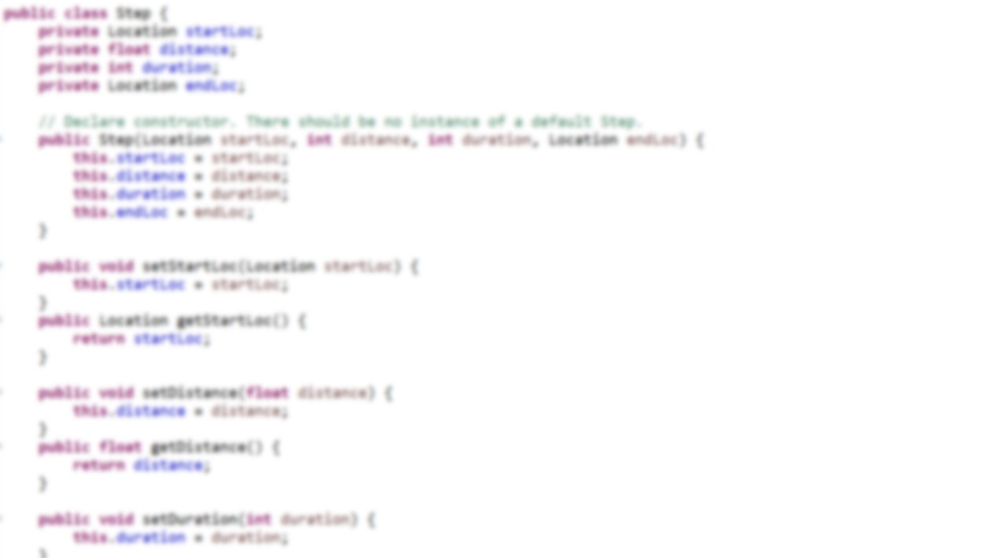 public class Step {
    private Location startLoc;
    private float distance;
    private int duration;
    private Location endLoc;

    // Declare constructor. There should be no instance of a default Step.
    public Step(Location startLoc, int distance, int duration, Location endLoc) {
        this.startLoc = startLoc;
        this.distance = distance;
        this.duration = duration;
        this.endLoc = endLoc;
    }

    public void setStartLoc(Location startLoc) {
        this.startLoc = startLoc;
    }
    public Location getStartLoc() {
        return startLoc;
    }

    public void setDistance(float distance) {
        this.distance = distance;
    }
    public float getDistance() {
        return distance;
    }

    public void setDuration(int duration) {
        this.duration = duration;
    }